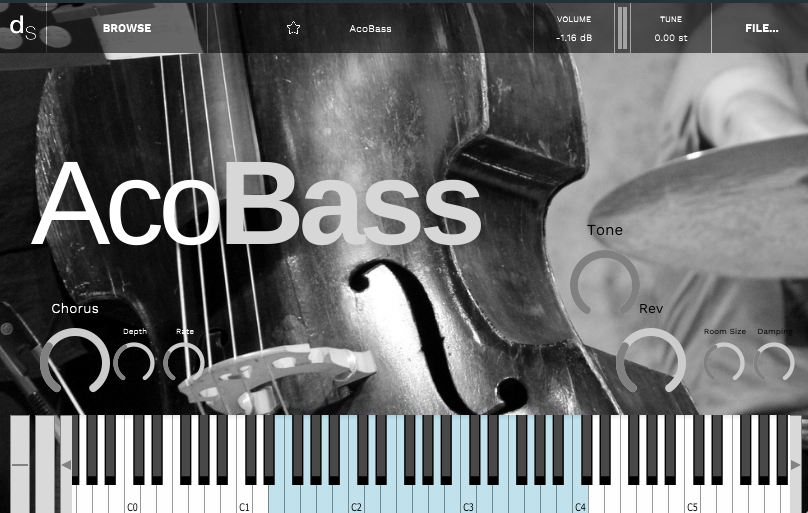 ds BROWSE AcoBass VOLUME -1.16 dB TUNE 0.00 st FILE...
AcoBass
Tone
Chorus Depth Rate
Rev Room Size Damping
C0 C1 C2 C3 C4 C5